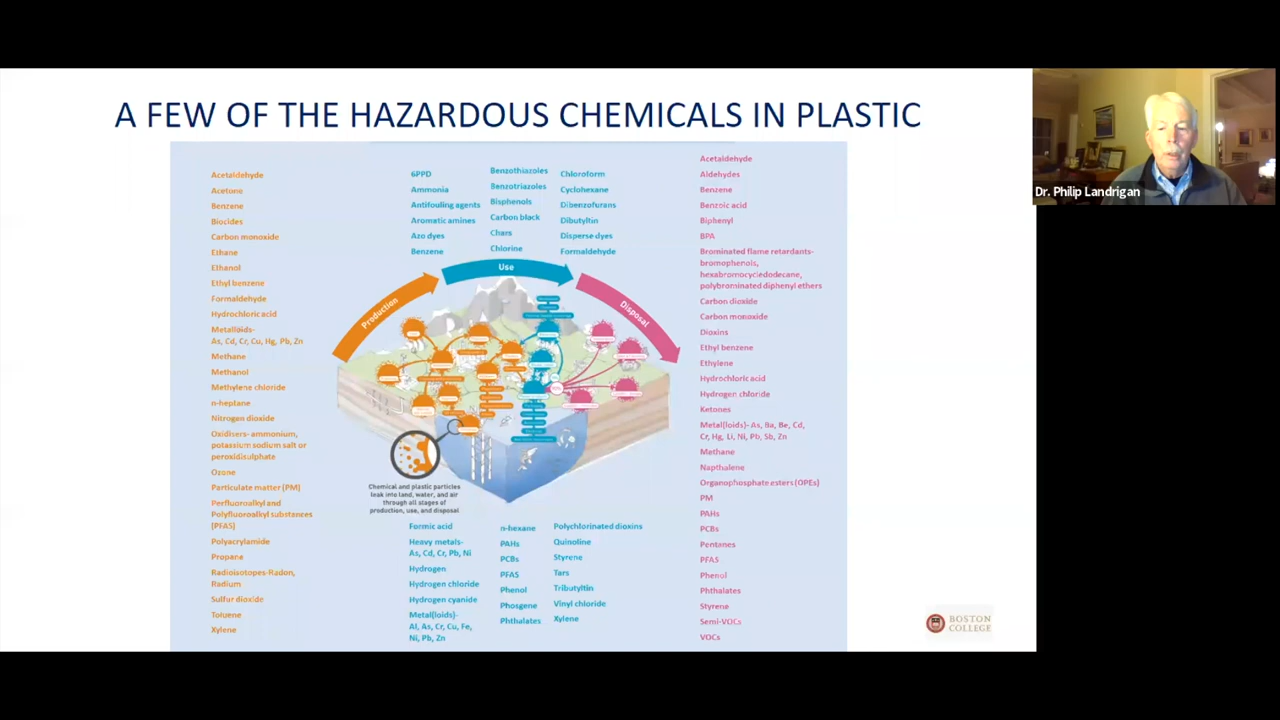 A FEW OF THE HAZARDOUS CHEMICALS IN PLASTIC
Dr. Philip Landrigan
Acetaldehyde
Acetone
Benzene
Biocides
Carbon monoxide
Ethane
Ethanol
Ethyl benzene
Formaldehyde
Hydrochloric acid
Metalloids-
As, Cd, Cr, Cu, Hg, Pb, Zn
Methane
Methanol
Methylene chloride
n-heptane
Nitrogen dioxide
Oxidisers- ammonium,
potassium sodium salt or
peroxidisulphate
Ozone
Particulate matter (PM)
Perfluoroalkyl and
Polyfluoroalkyl substances
(PFAS)
Polyacrylamide
Propane
Radioisotopes-Radon,
Radium
Sulfur dioxide
Toluene
Xylene
6PPD
Ammonia
Antifouling agents
Aromatic amines
Azo dyes
Benzene
Benzothiazoles
Benzotriazoles
Bisphenols
Carbon black
Chars
Chlorine
Chloroform
Cyclohexane
Dibenzofurans
Dibutyltin
Disperse dyes
Formaldehyde
Production
Use
Disposal
Chemical and plastic particles
leak into land, water, and air
through all stages of
production, use, and disposal
Formic acid
Heavy metals-
As, Cd, Cr, Pb, Ni
Hydrogen
Hydrogen chloride
Hydrogen cyanide
Metal(loids)-
Al, As, Cr, Cu, Fe,
Ni, Pb, Zn
n-hexane
PAHs
PCBs
PFAS
Phenol
Phosgene
Phthalates
Polychlorinated dioxins
Quinoline
Styrene
Tars
Tributyltin
Vinyl chloride
Xylene
Acetaldehyde
Aldehydes
Benzene
Benzoic acid
Biphenyl
BPA
Brominated flame retardants-
bromophenols,
hexabromocyclededecane,
polybrominated diphenyl ethers
Carbon dioxide
Carbon monoxide
Dioxins
Ethyl benzene
Ethylene
Hydrochloric acid
Hydrogen chloride
Ketones
Metal(loids)- As, Ba, Be, Cd,
Cr, Hg, Li, Ni, Pb, Sb, Zn
Methane
Napthalene
Organophosphate esters (OPEs)
PM
PAHs
PCBs
Pentanes
PFAS
Phenol
Phthalates
Styrene
Semi-VOCs
VOCs
BOSTON
COLLEGE